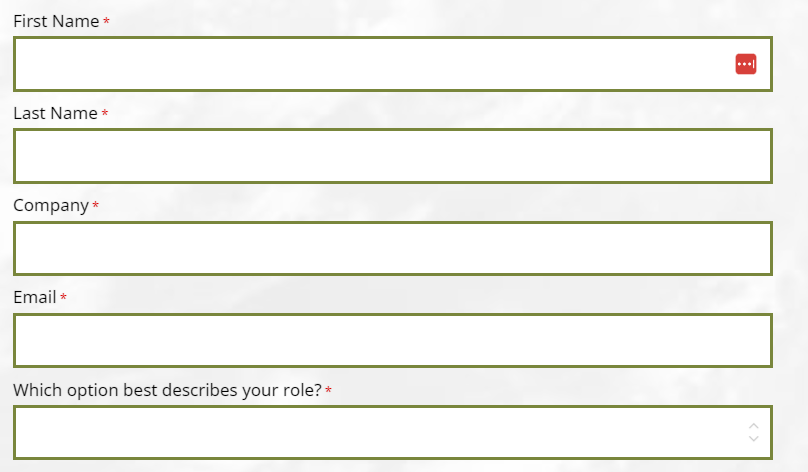 First Name *
Last Name *
Company *
Email *
Which option best describes your role? *